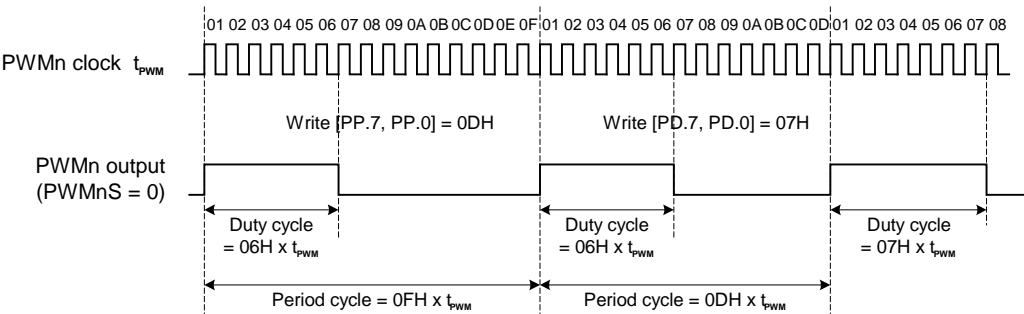 01 02 03 04 05 06 07 08 09 0A 0B 0C 0D 0E 0F 01 02 03 04 05 06 07 08 09 0A 0B 0C 0D 01 02 03 04 05 06 07 08
PWMn clock tPWM
Write [PP.7, PP.0] = 0DH
Write [PD.7, PD.0] = 07H
PWMn output
(PWMnS = 0)
Duty cycle
= 06H x tPWM
Duty cycle
= 06H x tPWM
Duty cycle
= 07H x tPWM
Period cycle = 0FH x tPWM
Period cycle = 0DH x tPWM